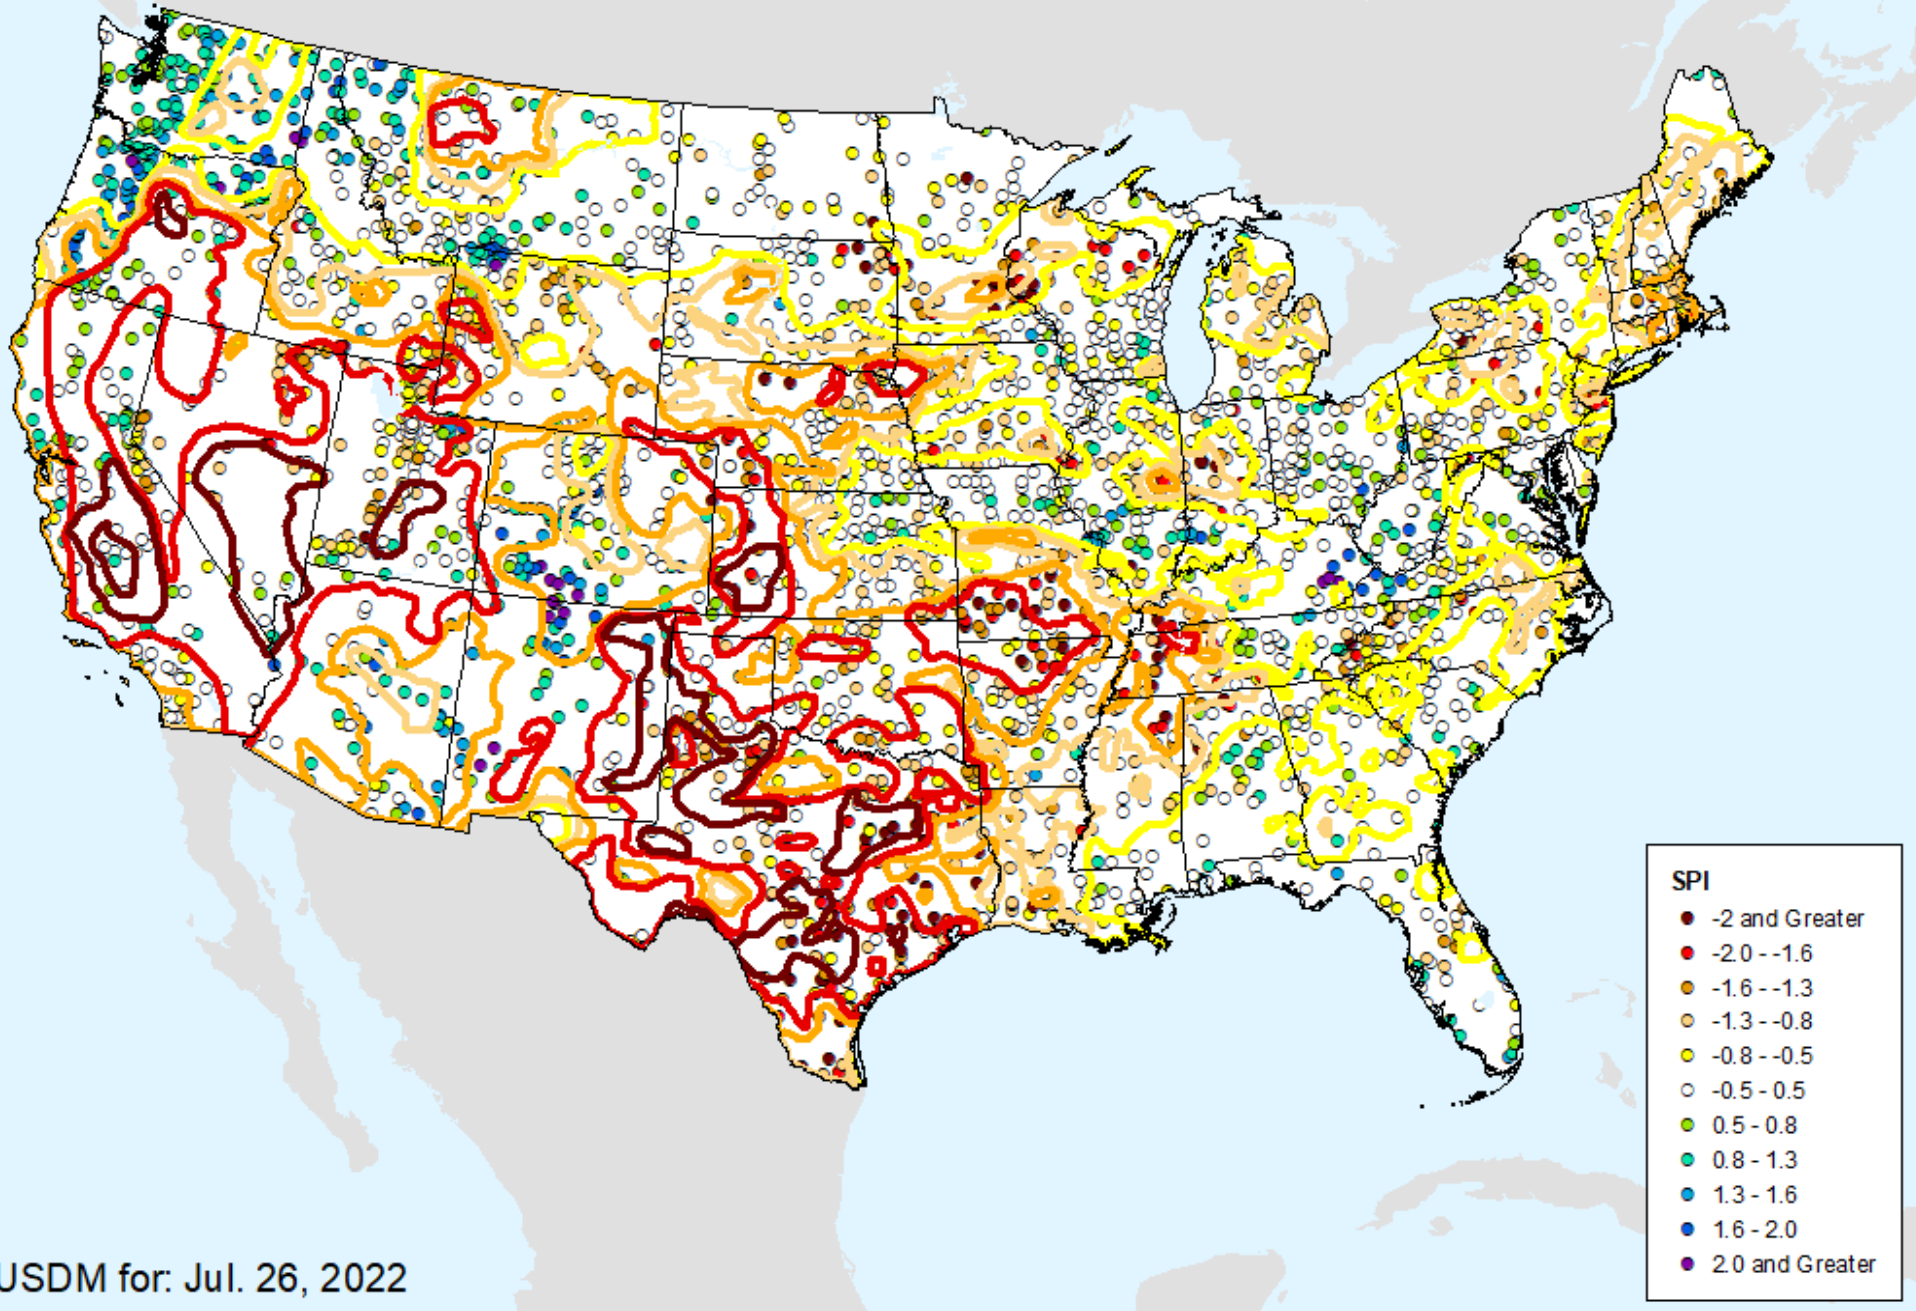 SPI
-2 and Greater
-2.0 - -1.6
-1.6 - -1.3
-1.3 - -0.8
-0.8 - -0.5
-0.5 - 0.5
0.5 - 0.8
0.8 - 1.3
1.3 - 1.6
1.6 - 2.0
2.0 and Greater
USDM for: Jul. 26, 2022